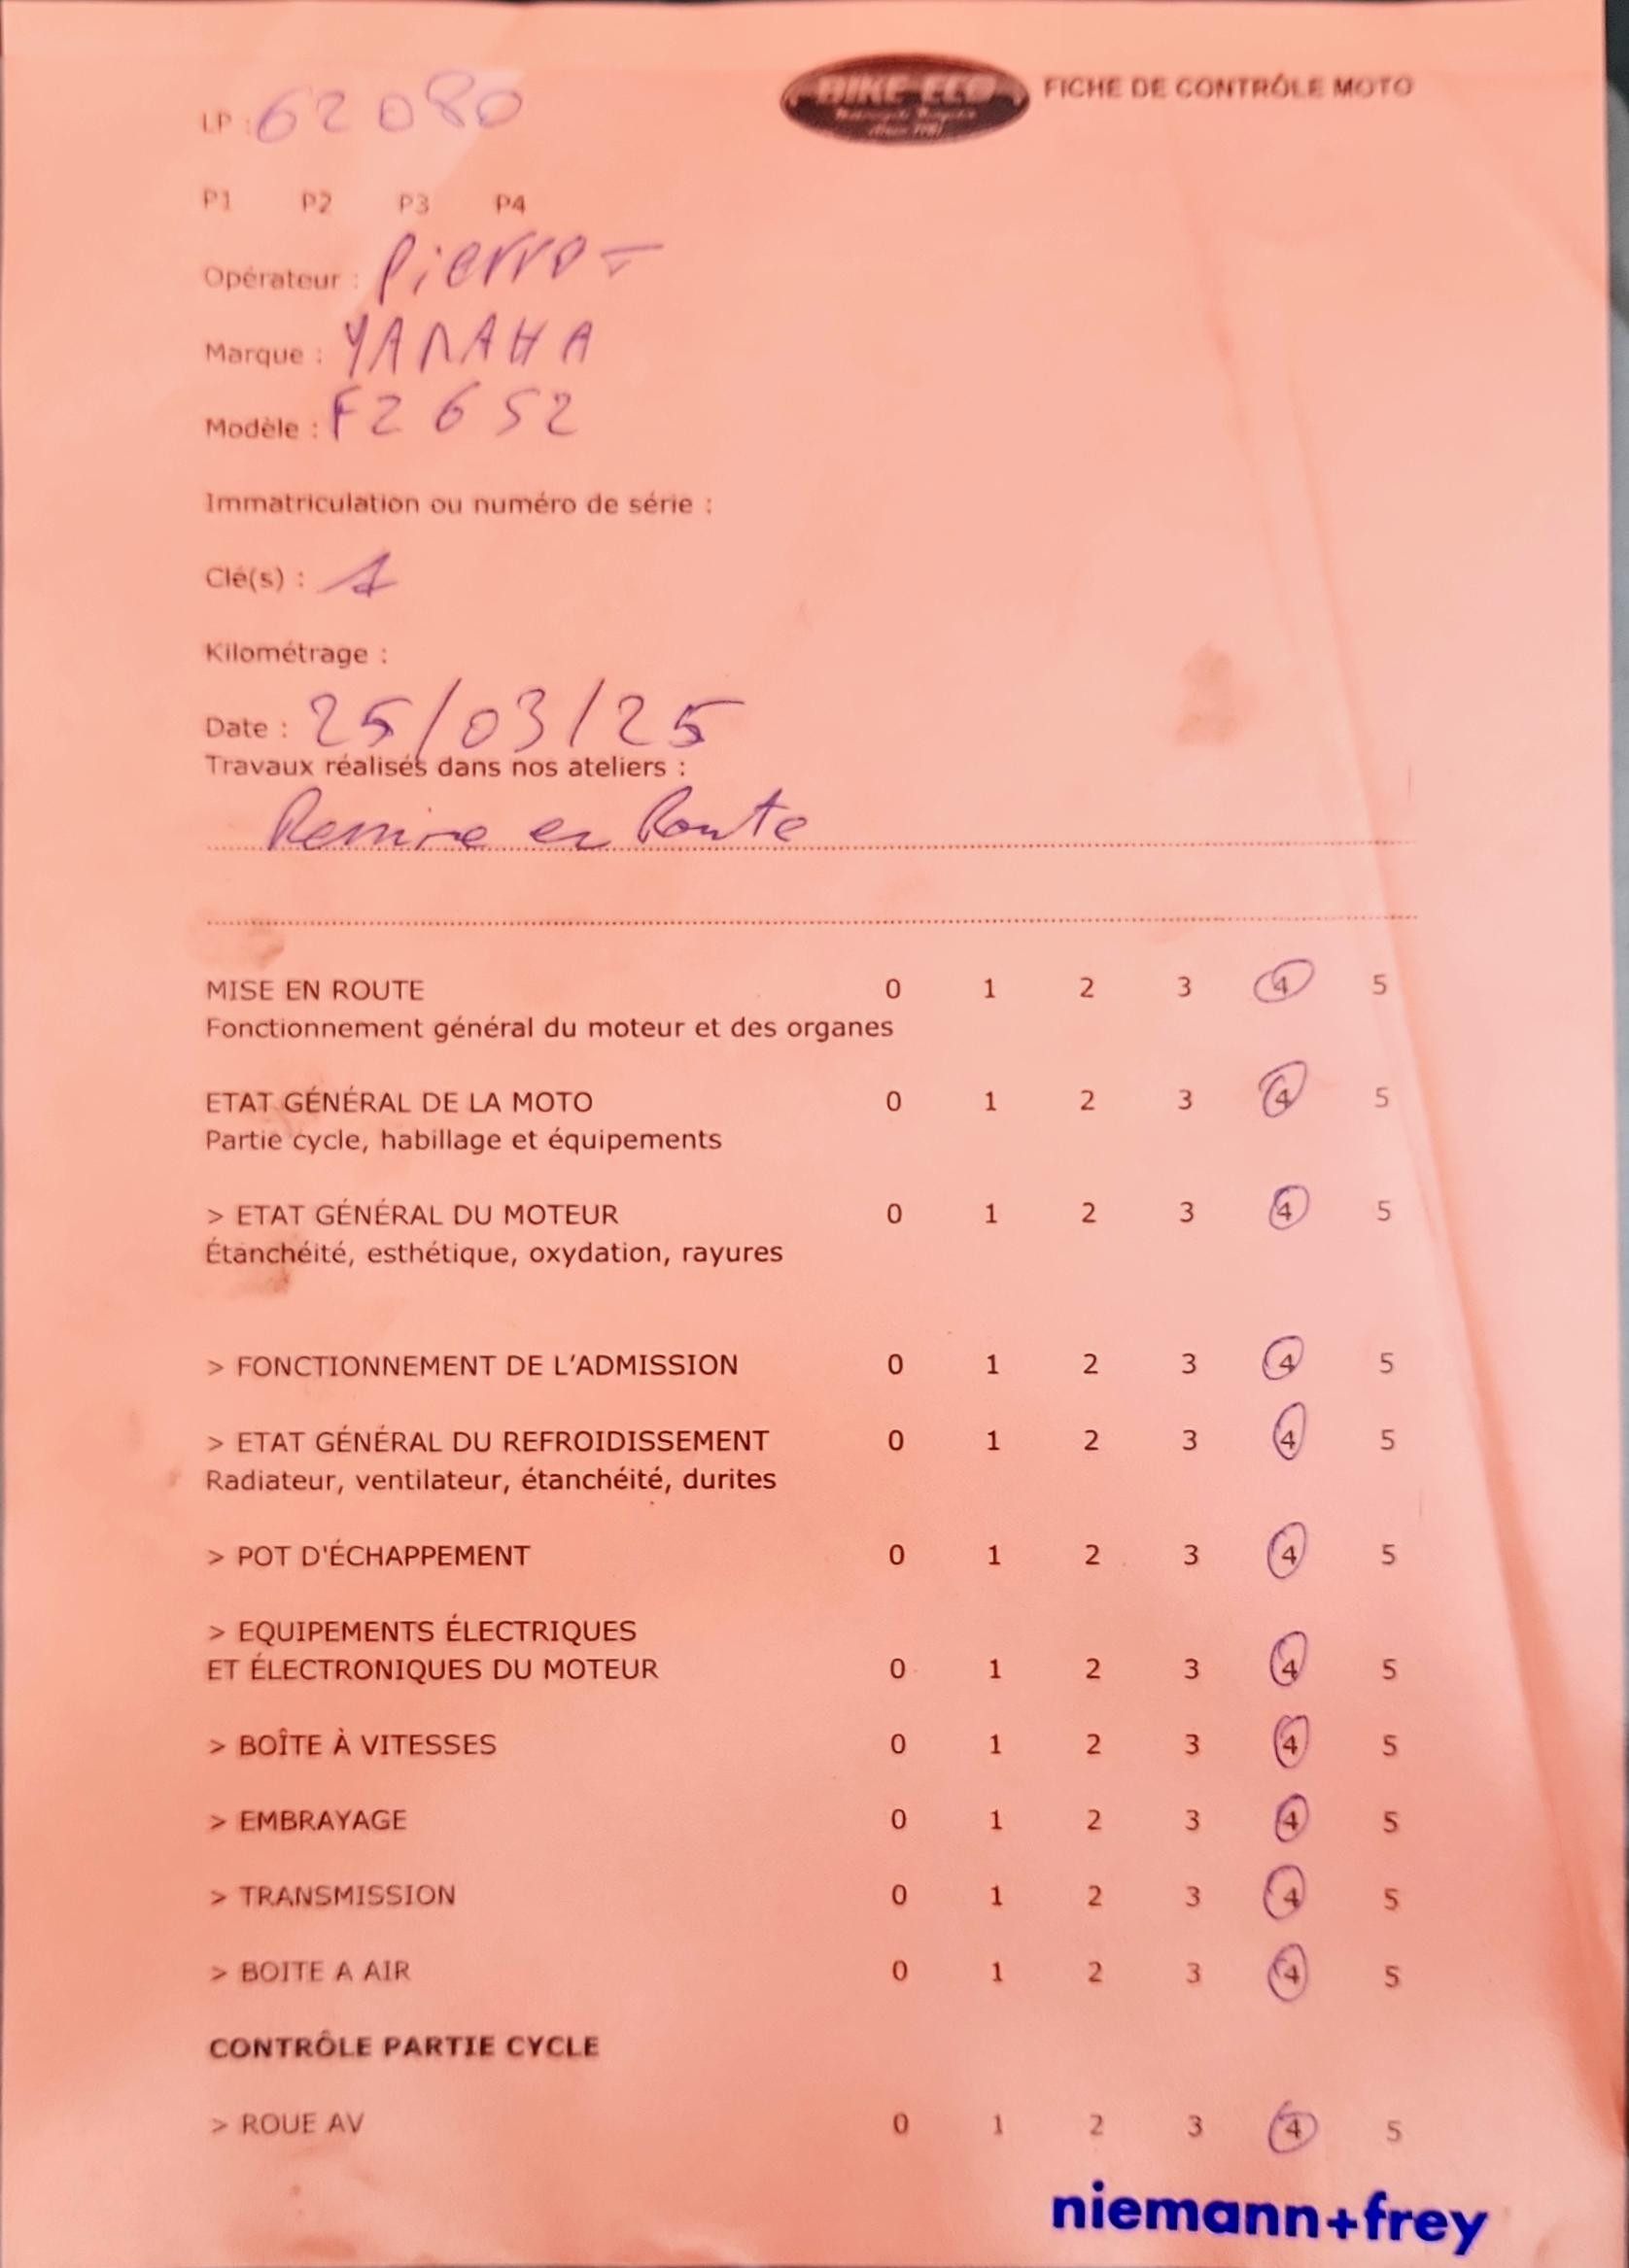 LP : 62080
BIKE-ECO FICHE DE CONTRÔLE MOTO
P1 P2 P3 P4
Opérateur : Pierro
Marque : YAMAHA
Modèle : FZ6 S2
Immatriculation ou numéro de série :
Clé(s) : 1
Kilométrage :
Date : 25/03/25
Travaux réalisés dans nos ateliers :
Remise en Route
MISE EN ROUTE 0 1 2 3 4 5
Fonctionnement général du moteur et des organes
ETAT GÉNÉRAL DE LA MOTO 0 1 2 3 4 5
Partie cycle, habillage et équipements
> ETAT GÉNÉRAL DU MOTEUR 0 1 2 3 4 5
Étanchéité, esthétique, oxydation, rayures
> FONCTIONNEMENT DE L'ADMISSION 0 1 2 3 4 5
> ETAT GÉNÉRAL DU REFROIDISSEMENT 0 1 2 3 4 5
Radiateur, ventilateur, étanchéité, durites
> POT D'ÉCHAPPEMENT 0 1 2 3 4 5
> EQUIPEMENTS ÉLECTRIQUES
ET ÉLECTRONIQUES DU MOTEUR 0 1 2 3 4 5
> BOÎTE À VITESSES 0 1 2 3 4 5
> EMBRAYAGE 0 1 2 3 4 5
> TRANSMISSION 0 1 2 3 4 5
> BOITE A AIR 0 1 2 3 4 5
CONTRÔLE PARTIE CYCLE
> ROUE AV 0 1 2 3 4 5
niemann+frey